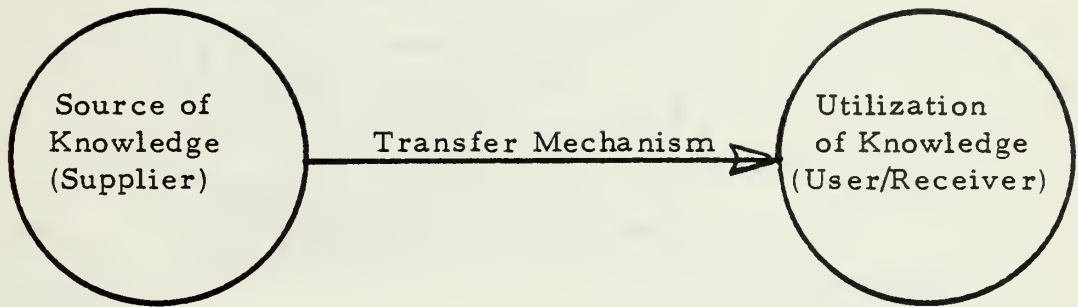 Source of
Knowledge
(Supplier)
Transfer Mechanism
Utilization
of Knowledge
(User/Receiver)